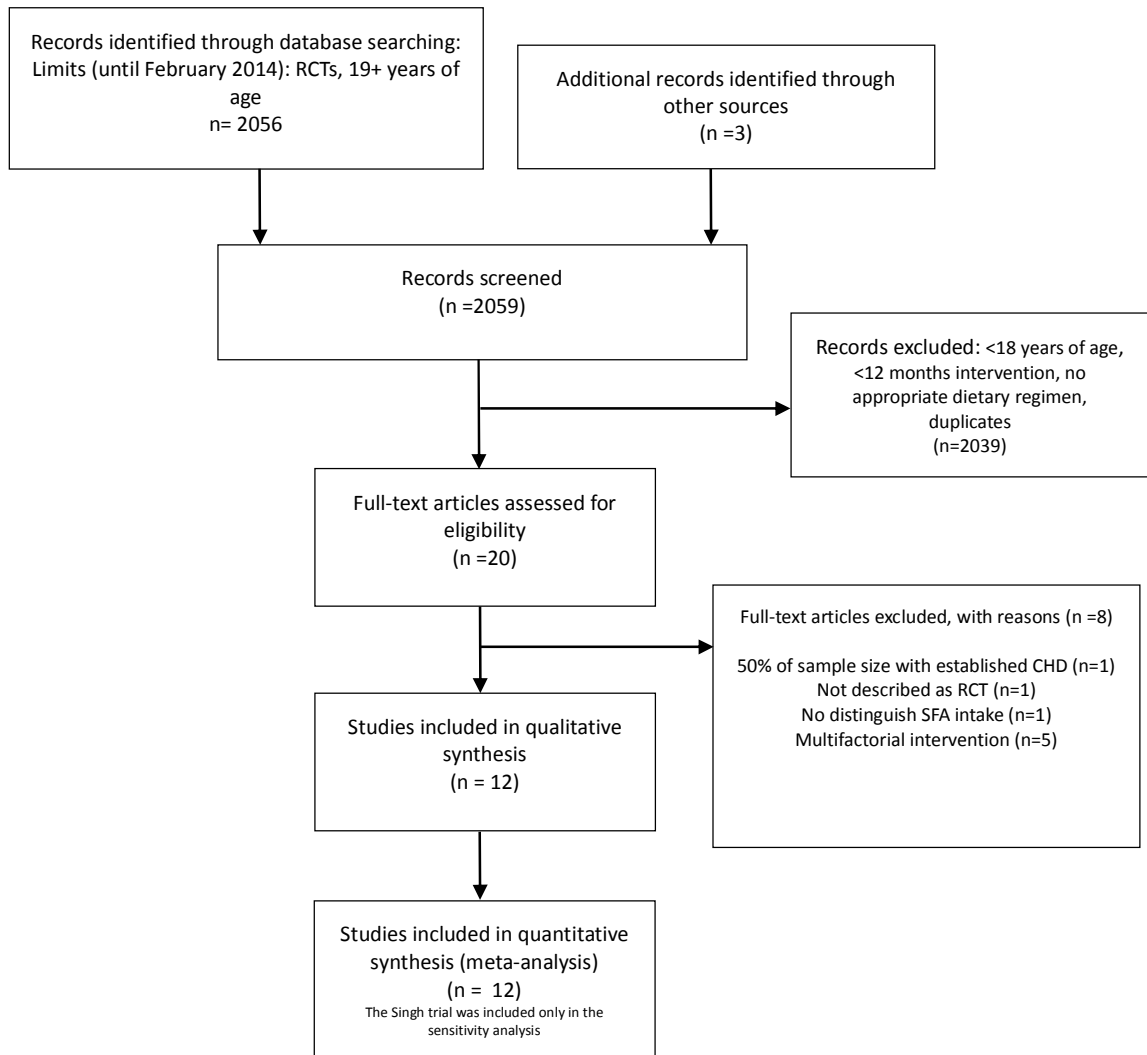 Records identified through database searching:
Limits (until February 2014): RCTs, 19+ years of
age
n= 2056
Additional records identified through
other sources
(n =3)
Records screened
(n =2059)
Records excluded: <18 years of age,
<12 months intervention, no
appropriate dietary regimen,
duplicates
(n=2039)
Full-text articles assessed for
eligibility
(n =20)
Full-text articles excluded, with reasons (n =8)
50% of sample size with established CHD (n=1)
Not described as RCT (n=1)
No distinguish SFA intake (n=1)
Multifactorial intervention (n=5)
Studies included in qualitative
synthesis
(n = 12)
Studies included in quantitative
synthesis (meta-analysis)
(n = 12)
The Singh trial was included only in the
sensitivity analysis